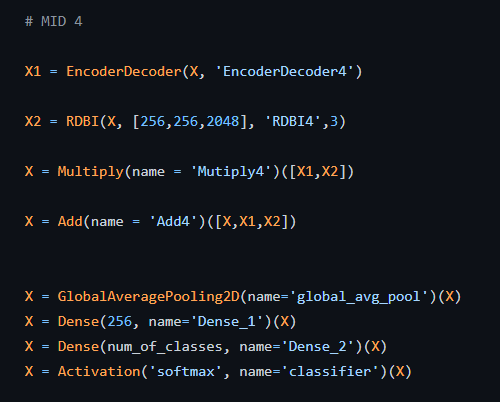 # MID 4
X1 = EncoderDecoder(X, 'EncoderDecoder4')
X2 = RDBI(X, [256,256,2048], 'RDBI4',3)
X = Multiply(name = 'Mutiply4')([X1,X2])
X = Add(name = 'Add4')([X,X1,X2])
X = GlobalAveragePooling2D(name='global_avg_pool')(X)
X = Dense(256, name='Dense_1')(X)
X = Dense(num_of_classes, name='Dense_2')(X)
X = Activation('softmax', name='classifier')(X)